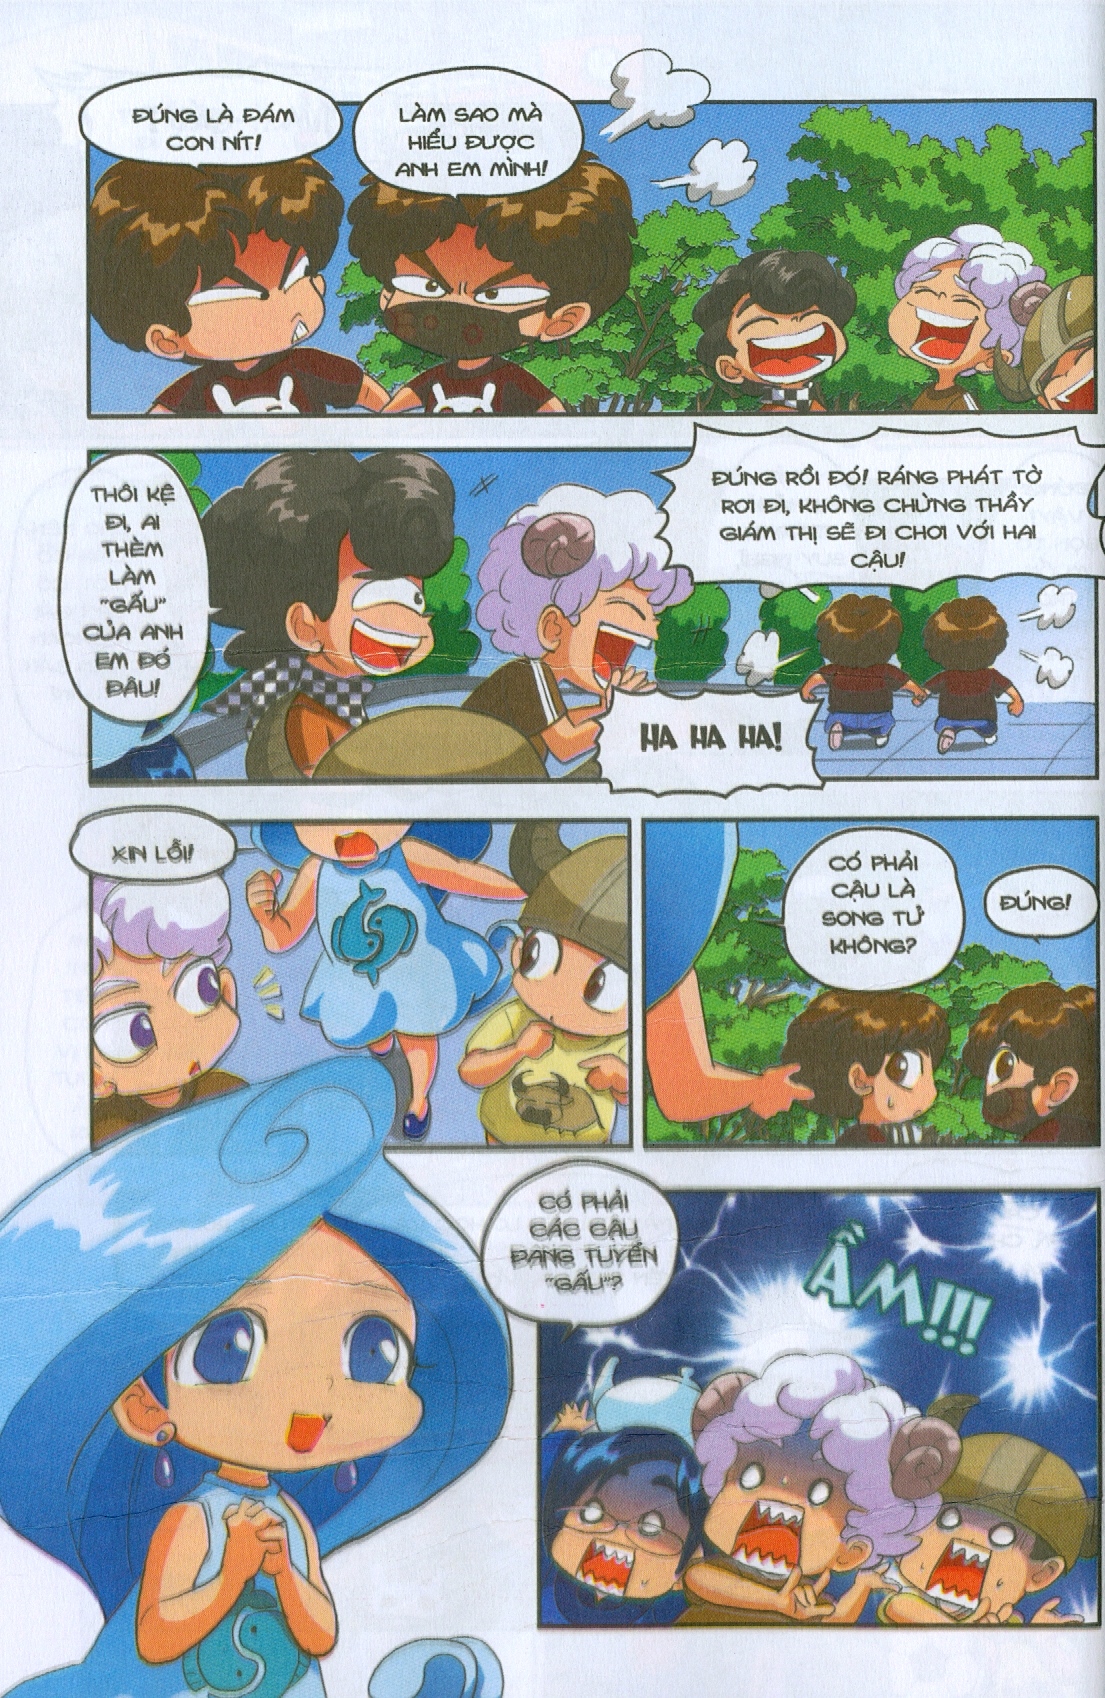 ĐÚNG LÀ ĐÁM
CON NÍT!
LÀM SAO MÀ
HIỂU ĐƯỢC
ANH EM MÌNH!
THÔI KỆ
ĐI, AI
THÈM
LÀM
"GẤU"
CỦA ANH
EM ĐÓ
ĐÂU!
ĐÚNG RỒI ĐÓ! RÁNG PHÁT TỜ
RƠI ĐI, KHÔNG CHỪNG THẦY
GIÁM THỊ SẼ ĐI CHƠI VỚI HAI
CẬU!
HA HA HA!
XIN LỖI!
CÓ PHẢI
CẬU LÀ
SONG TỬ
KHÔNG?
ĐÚNG!
CÓ PHẢI
CÁC CẬU
ĐANG TUYỂN
"GẤU"?
ẦM!!!